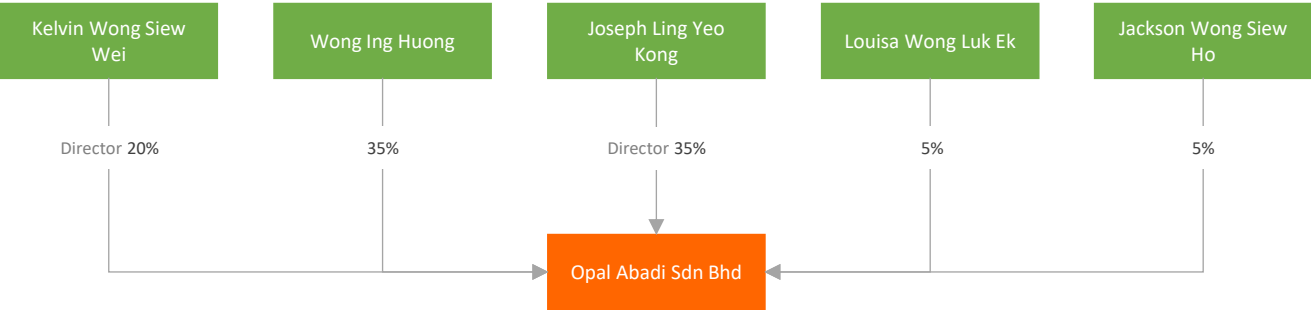 Kelvin Wong Siew
Wei
Wong Ing Huong
Joseph Ling Yeo
Kong
Louisa Wong Luk Ek
Jackson Wong Siew
Ho
Director 20%
35%
Director 35%
5%
5%
Opal Abadi Sdn Bhd